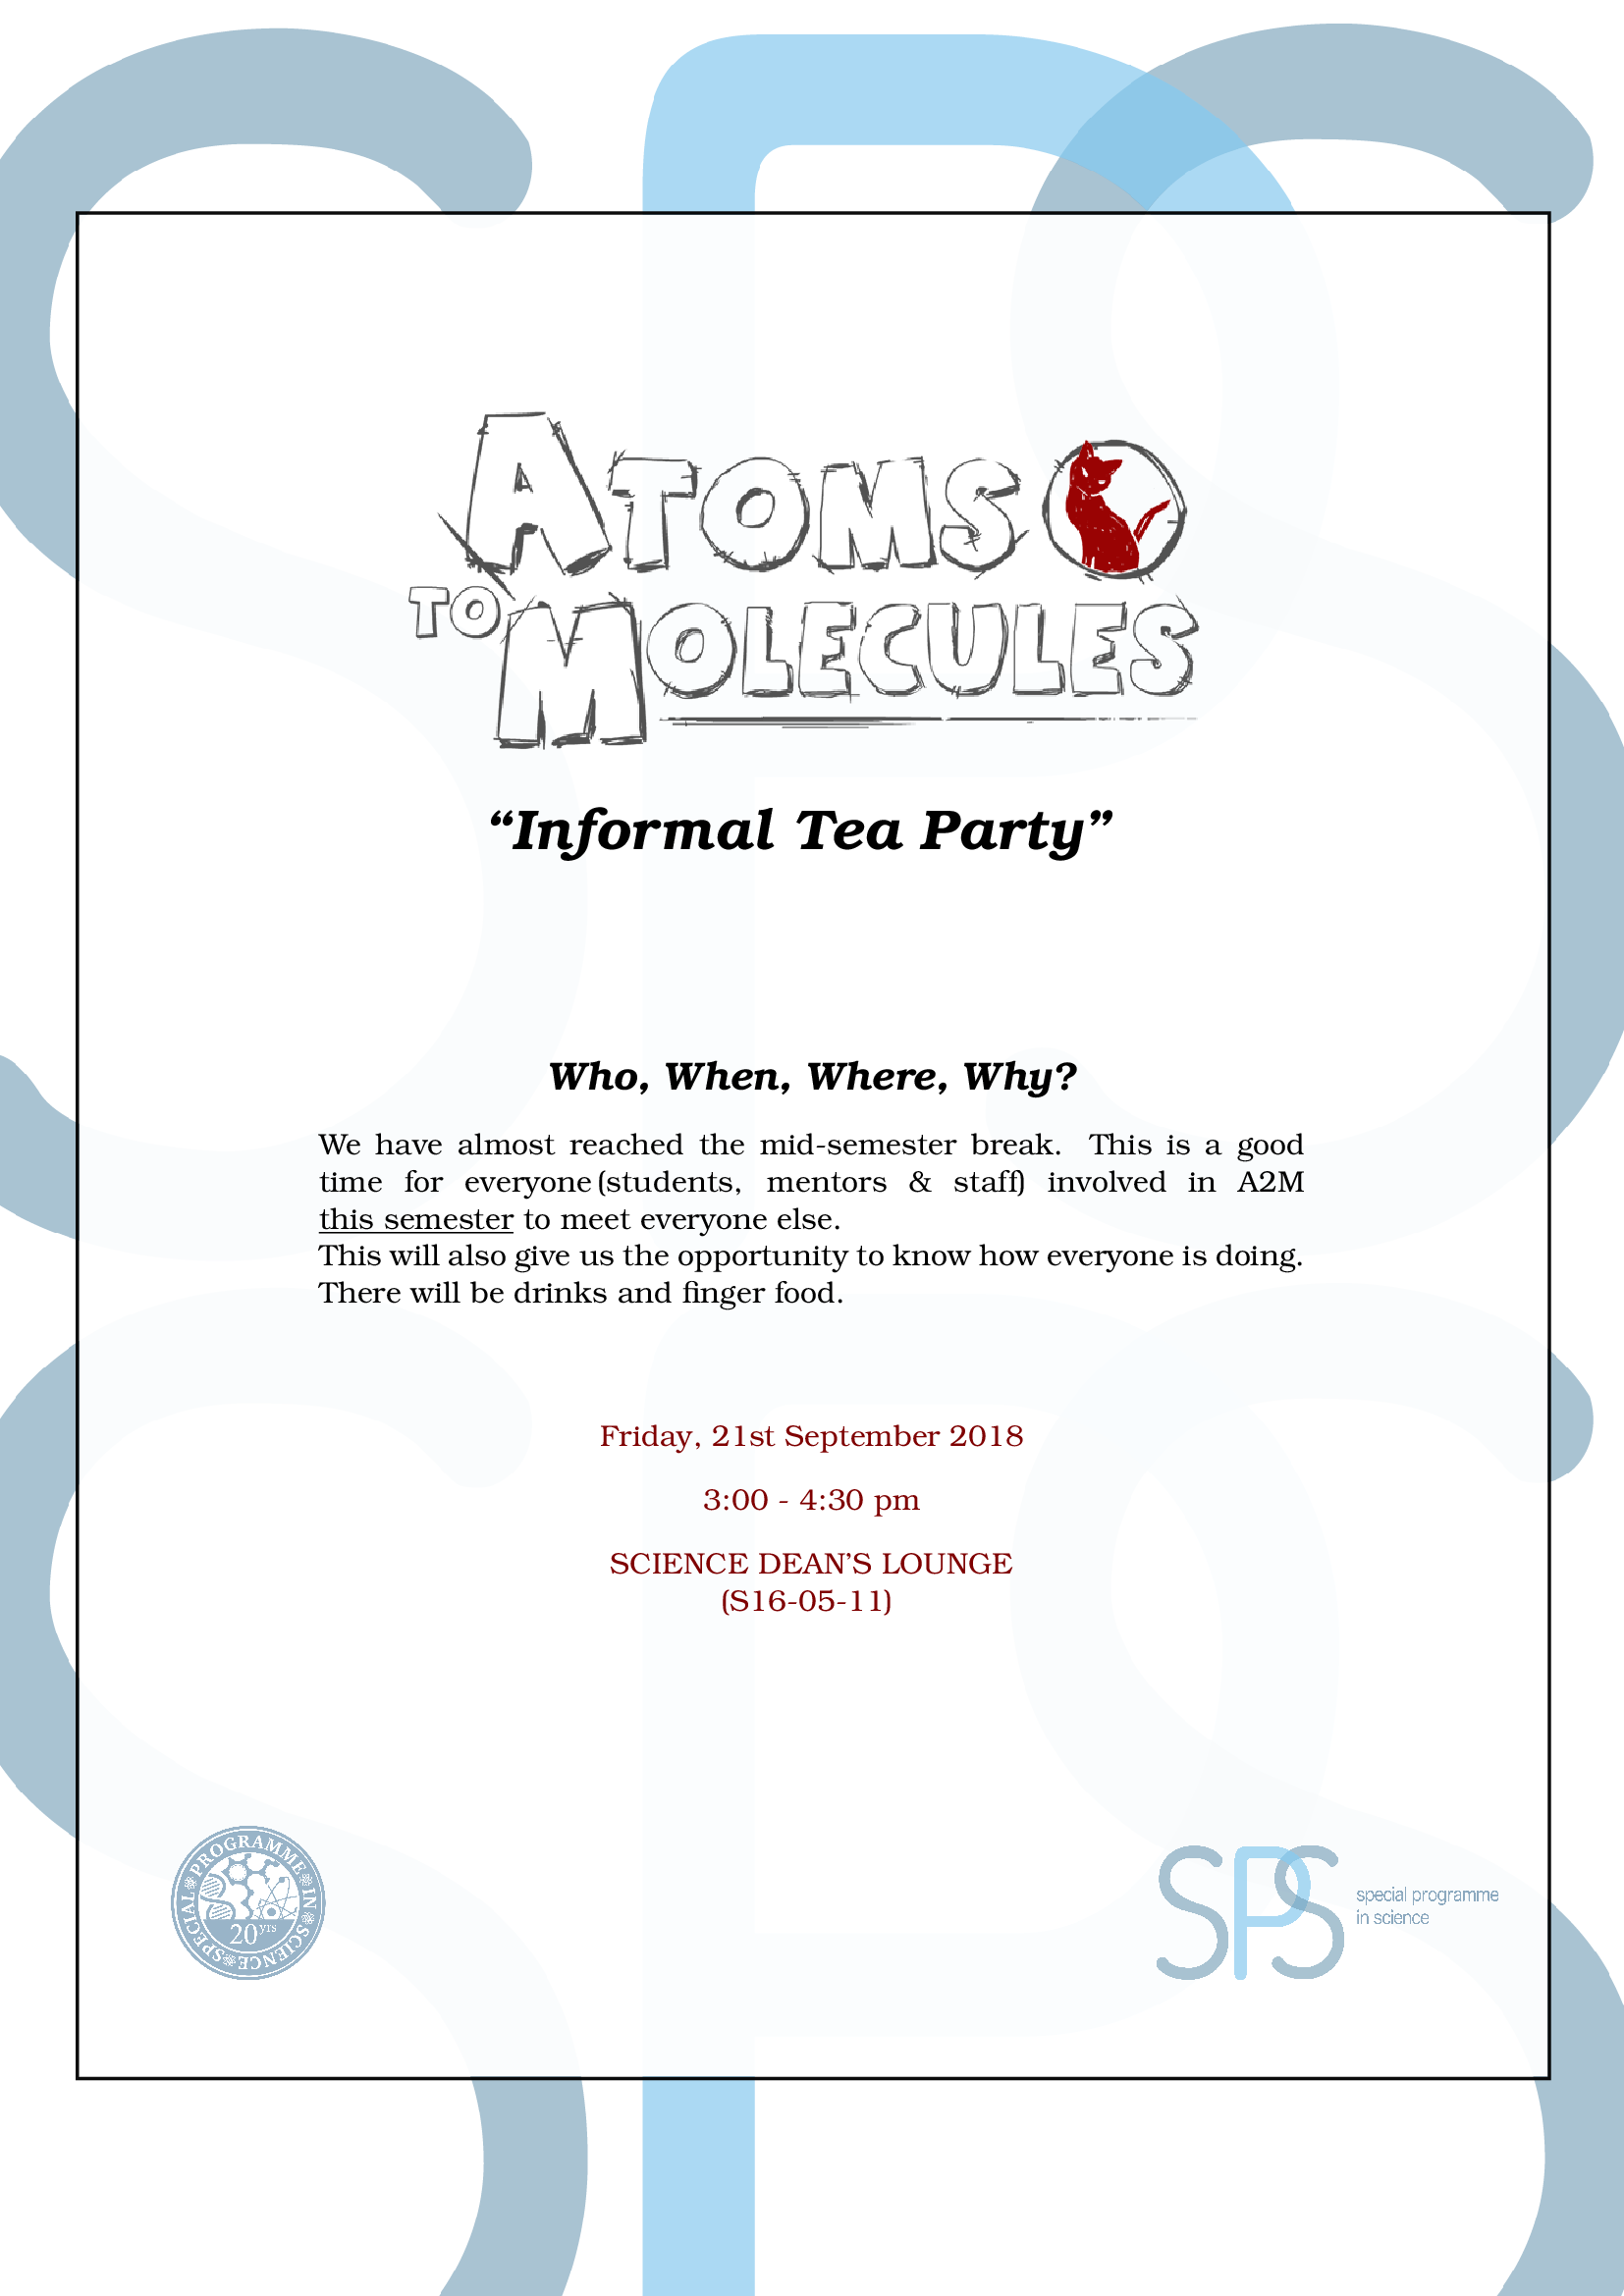 ATOMS
TO MOLECULES
“Informal Tea Party”
Who, When, Where, Why?
We have almost reached the mid-semester break. This is a good
time for everyone (students, mentors & staff) involved in A2M
this semester to meet everyone else.
This will also give us the opportunity to know how everyone is doing.
There will be drinks and finger food.
Friday, 21st September 2018
3:00 - 4:30 pm
SCIENCE DEAN’S LOUNGE
(S16-05-11)
SPECIAL PROGRAMME IN SCIENCE
20yrs
SPS
special programme
in science